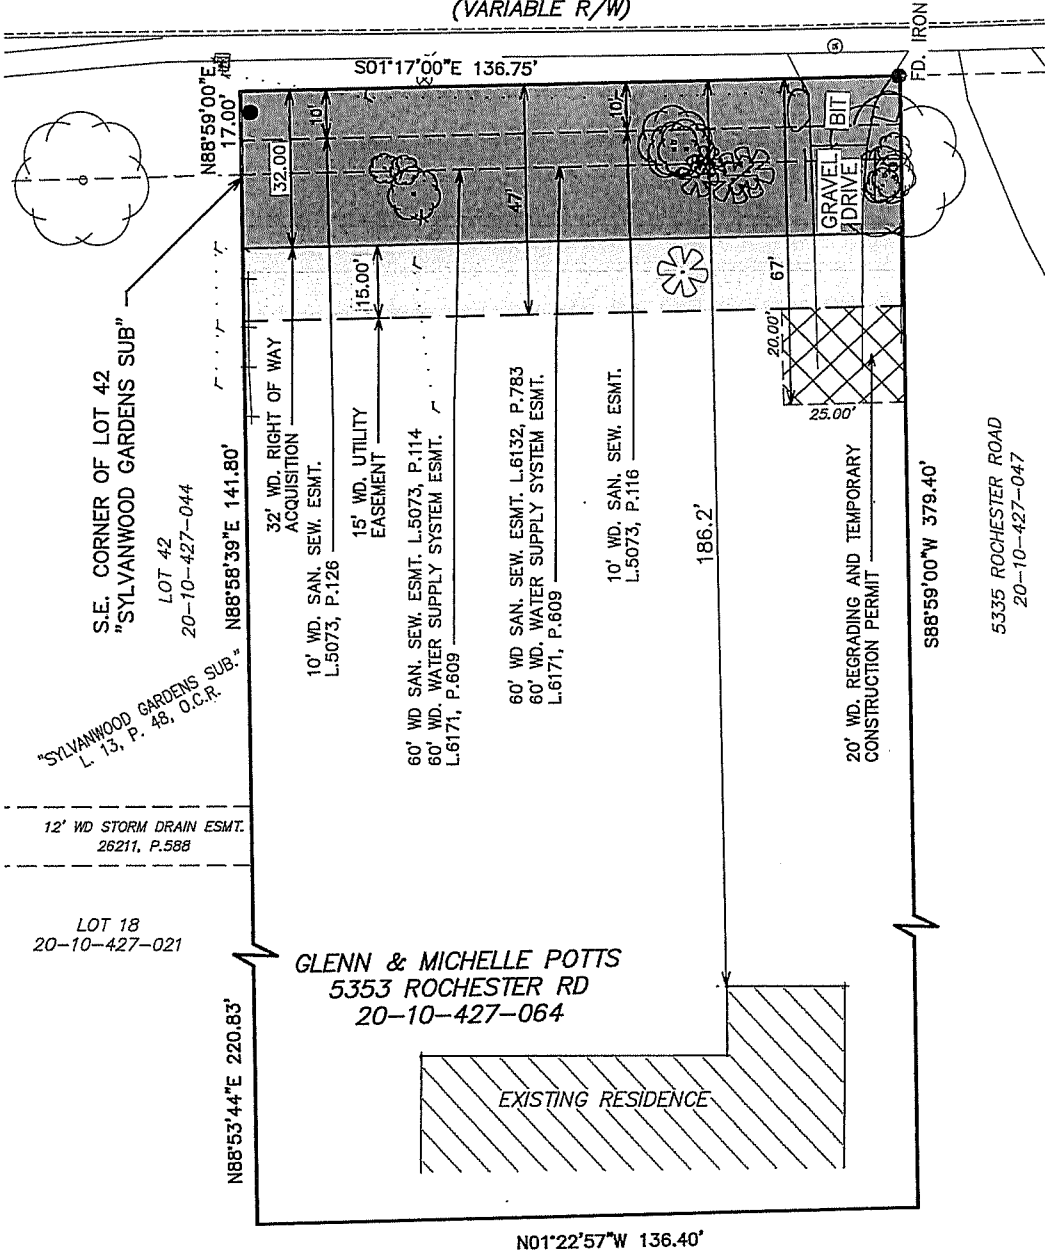 (VARIABLE R/W)
FD. IRON
S01°17'00"E 136.75'
N88°59'00"E
17.00'
32.00
10'
10'
47'
BIT
GRAVEL
DRIVE
15.00'
67'
20.00'
25.00'
S.E. CORNER OF LOT 42
"SYLVANWOOD GARDENS SUB"
LOT 42
20-10-427-044
N88°58'39"E 141.80'
32' WD. RIGHT OF WAY
ACQUISITION
10' WD. SAN. SEW. ESMT.
L.5073, P.126
15' WD. UTILITY
EASEMENT
60' WD SAN. SEW. ESMT. L.5073, P.114
60' WD. WATER SUPPLY SYSTEM ESMT.
L.6171, P.609
60' WD SAN. SEW. ESMT. L.6132, P.783
60' WD. WATER SUPPLY SYSTEM ESMT.
L.6171, P.609
10' WD. SAN. SEW. ESMT.
L.5073, P.116
186.2'
20' WD. REGRADING AND TEMPORARY
CONSTRUCTION PERMIT
S88°59'00"W 379.40'
5335 ROCHESTER ROAD
20-10-427-047
"SYLVANWOOD GARDENS SUB."
L. 13, P. 48, O.C.R.
12' WD STORM DRAIN ESMT.
26211, P.588
LOT 18
20-10-427-021
GLENN & MICHELLE POTTS
5353 ROCHESTER RD
20-10-427-064
N88°53'44"E 220.83'
EXISTING RESIDENCE
N01°22'57"W 136.40'